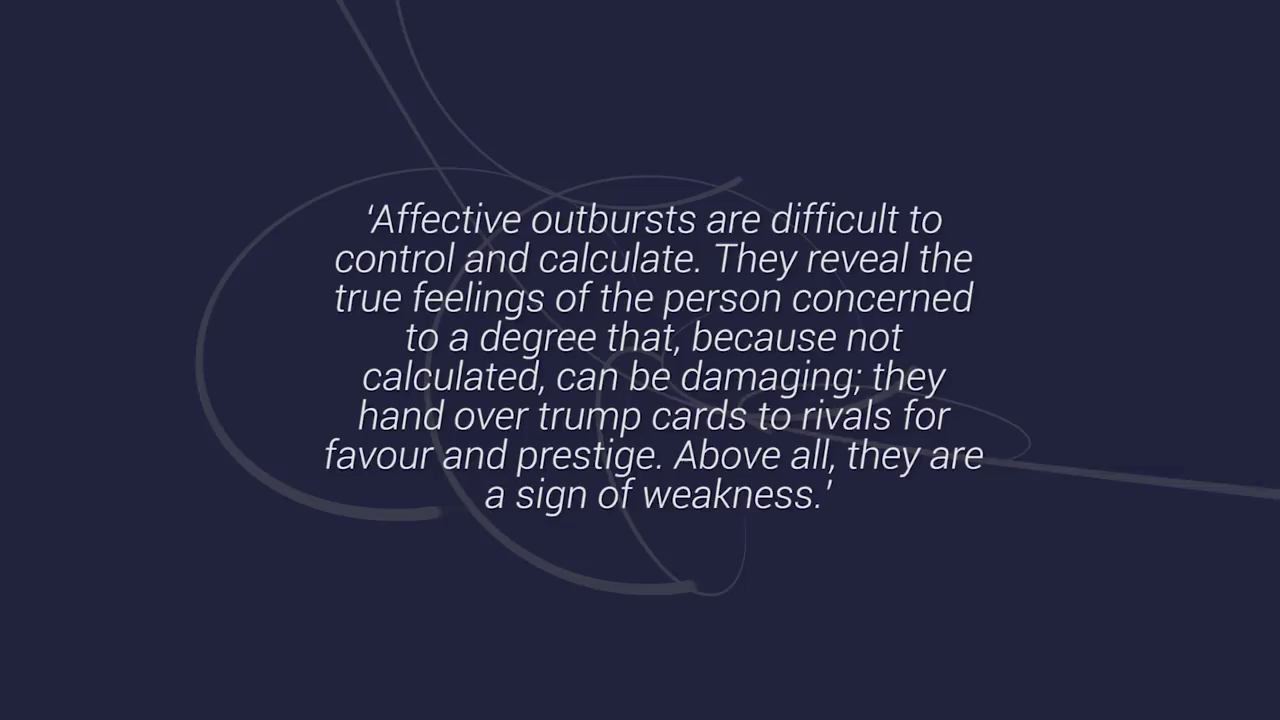 ‘Affective outbursts are difficult to
control and calculate. They reveal the
true feelings of the person concerned
to a degree that, because not
calculated, can be damaging; they
hand over trump cards to rivals for
favour and prestige. Above all, they are
a sign of weakness.’